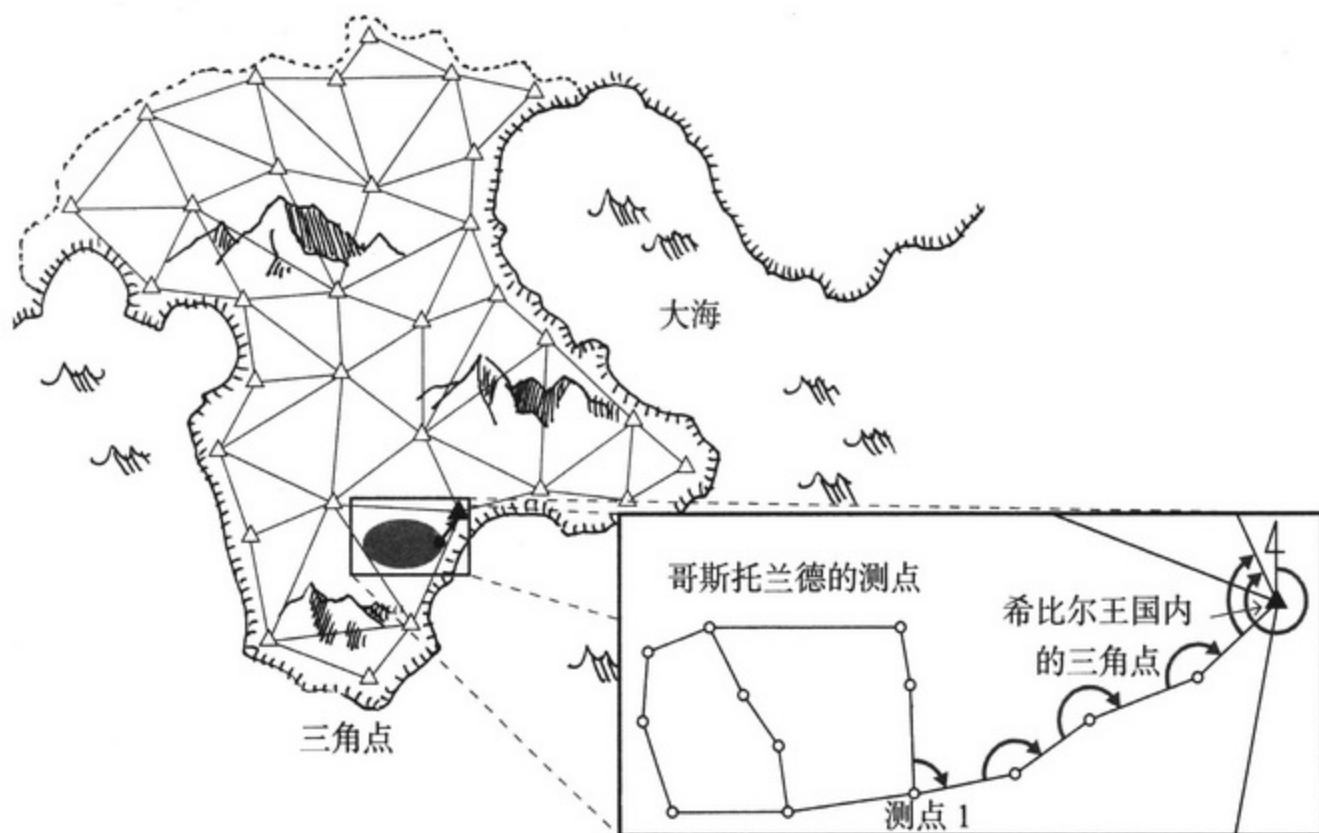 大海
三角点
哥斯托兰德的测点
希比尔王国内
的三角点
测点 1